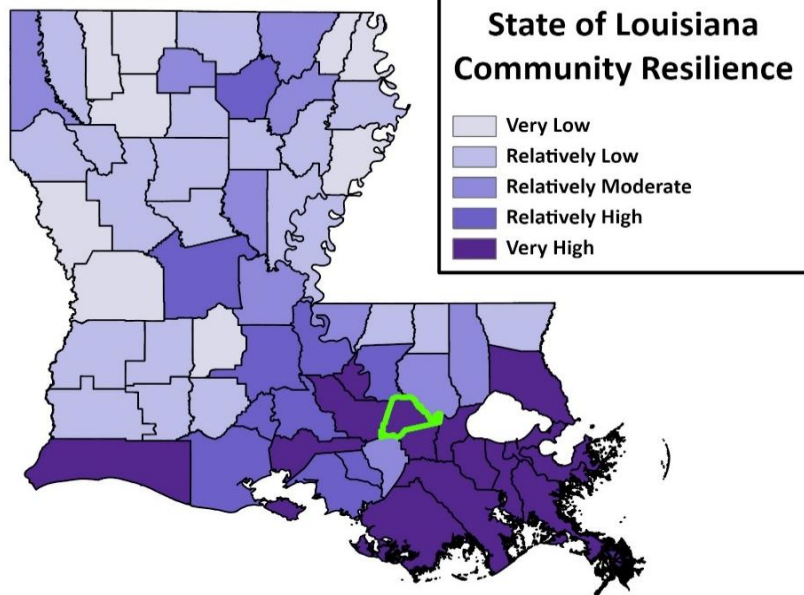 State of Louisiana
Community Resilience
Very Low
Relatively Low
Relatively Moderate
Relatively High
Very High